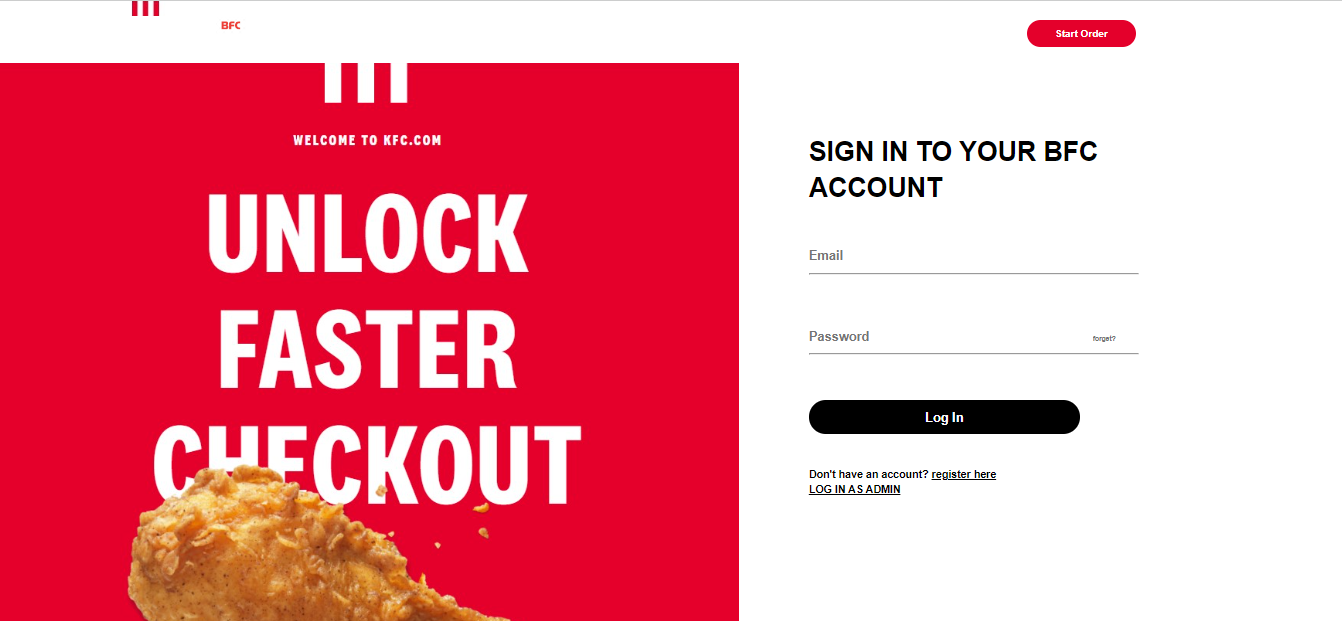 BFC
Start Order
WELCOME TO KFC.COM
UNLOCK
FASTER
CHECKOUT
SIGN IN TO YOUR BFC
ACCOUNT
Email
Password
forget?
Log In
Don't have an account? register here
LOG IN AS ADMIN